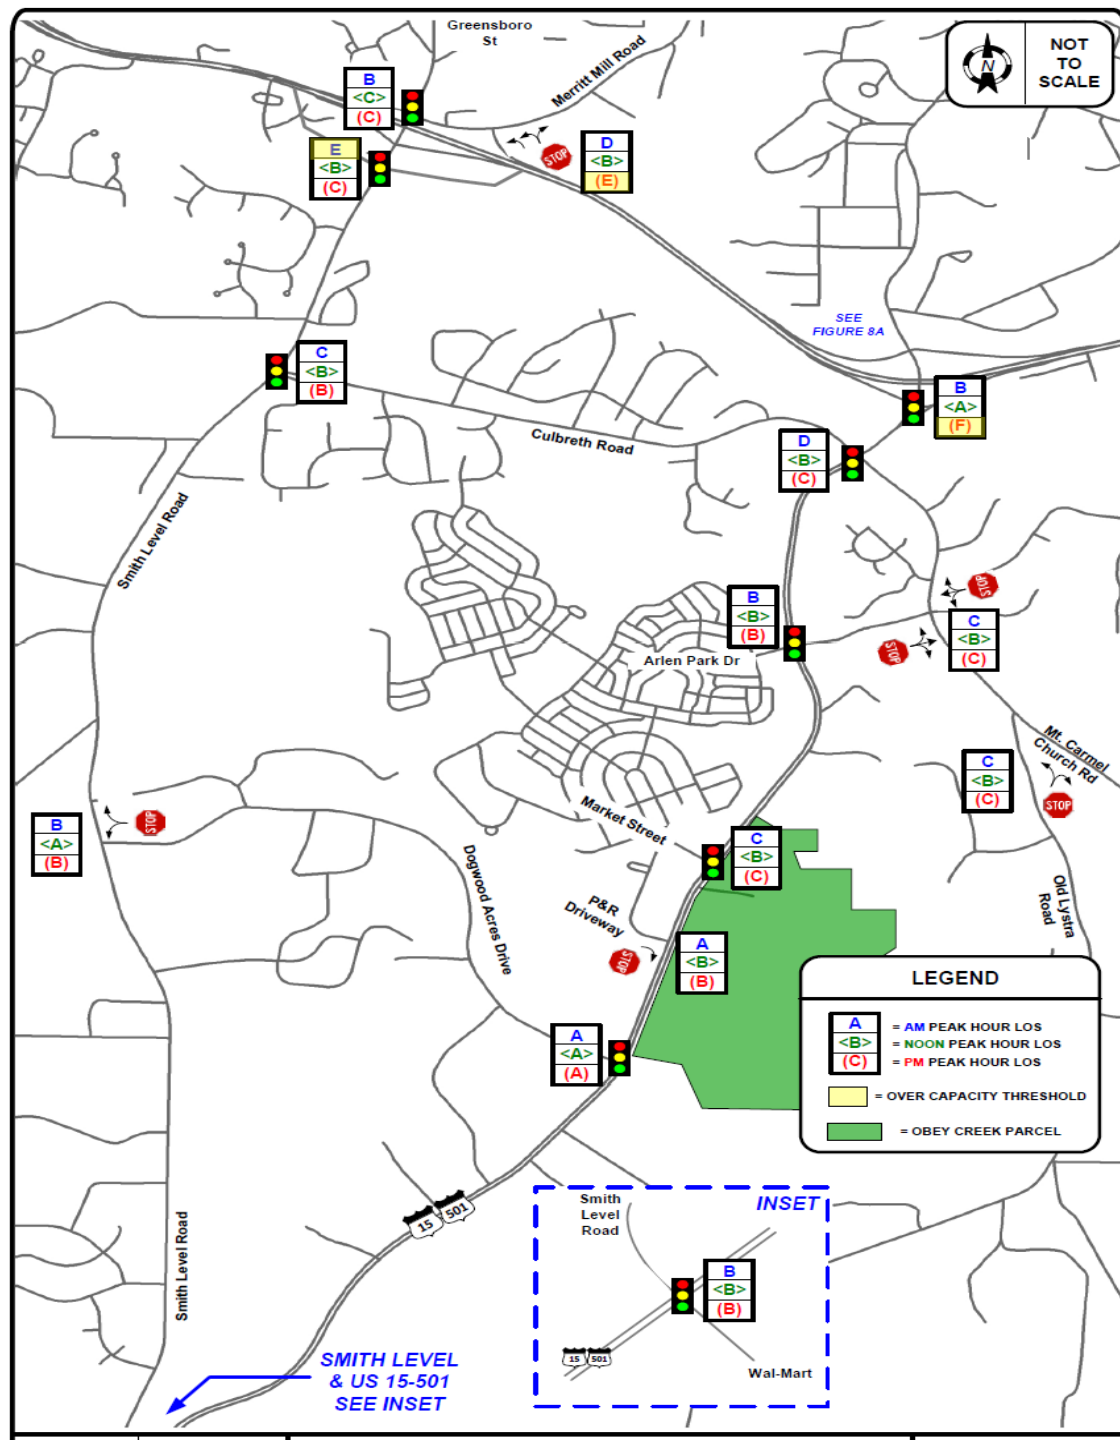 Greensboro
St
Merritt Mill Road
N
NOT
TO
SCALE
B
<C>
(C)
E
<B>
(C)
STOP
D
<B>
(E)
SEE
FIGURE 8A
C
<B>
(B)
B
<A>
(F)
Culbreth Road
D
<B>
(C)
Smith Level Road
STOP
B
<B>
(B)
C
<B>
(C)
STOP
Arlen Park Dr
Mt. Carmel
Church Rd
C
<B>
(C)
STOP
Market Street
B
<A>
(B)
STOP
C
<B>
(C)
Dogwood Acres Drive
P&R
Driveway
Old Lystra
Road
STOP
A
<B>
(B)
A
<A>
(A)
LEGEND
A
<B>
(C)
= AM PEAK HOUR LOS
= NOON PEAK HOUR LOS
= PM PEAK HOUR LOS
= OVER CAPACITY THRESHOLD
= OBEY CREEK PARCEL
15 501
Smith Level Road
INSET
Smith
Level
Road
B
<B>
(B)
15 501
Wal-Mart
SMITH LEVEL
& US 15-501
SEE INSET